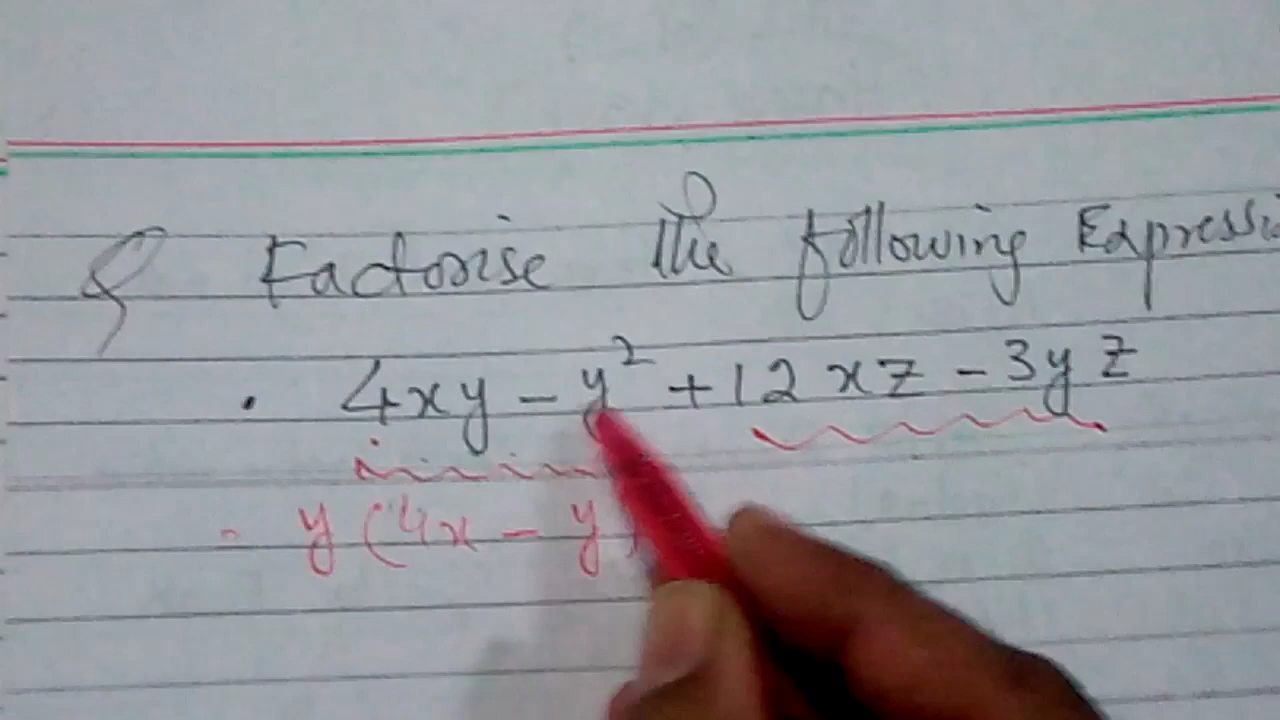 Q Factorise the following Expressi
• 4xy - y² + 12xz - 3yz
= y(4x - y)